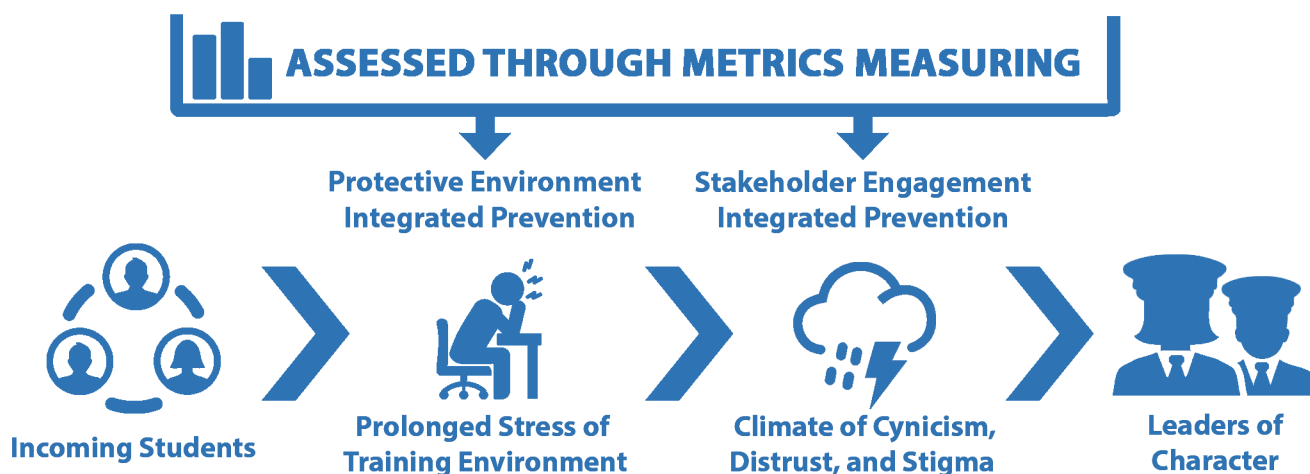 ASSESSED THROUGH METRICS MEASURING
Protective Environment
Integrated Prevention
Stakeholder Engagement
Integrated Prevention
Incoming Students
Prolonged Stress of
Training Environment
Climate of Cynicism,
Distrust, and Stigma
Leaders of
Character